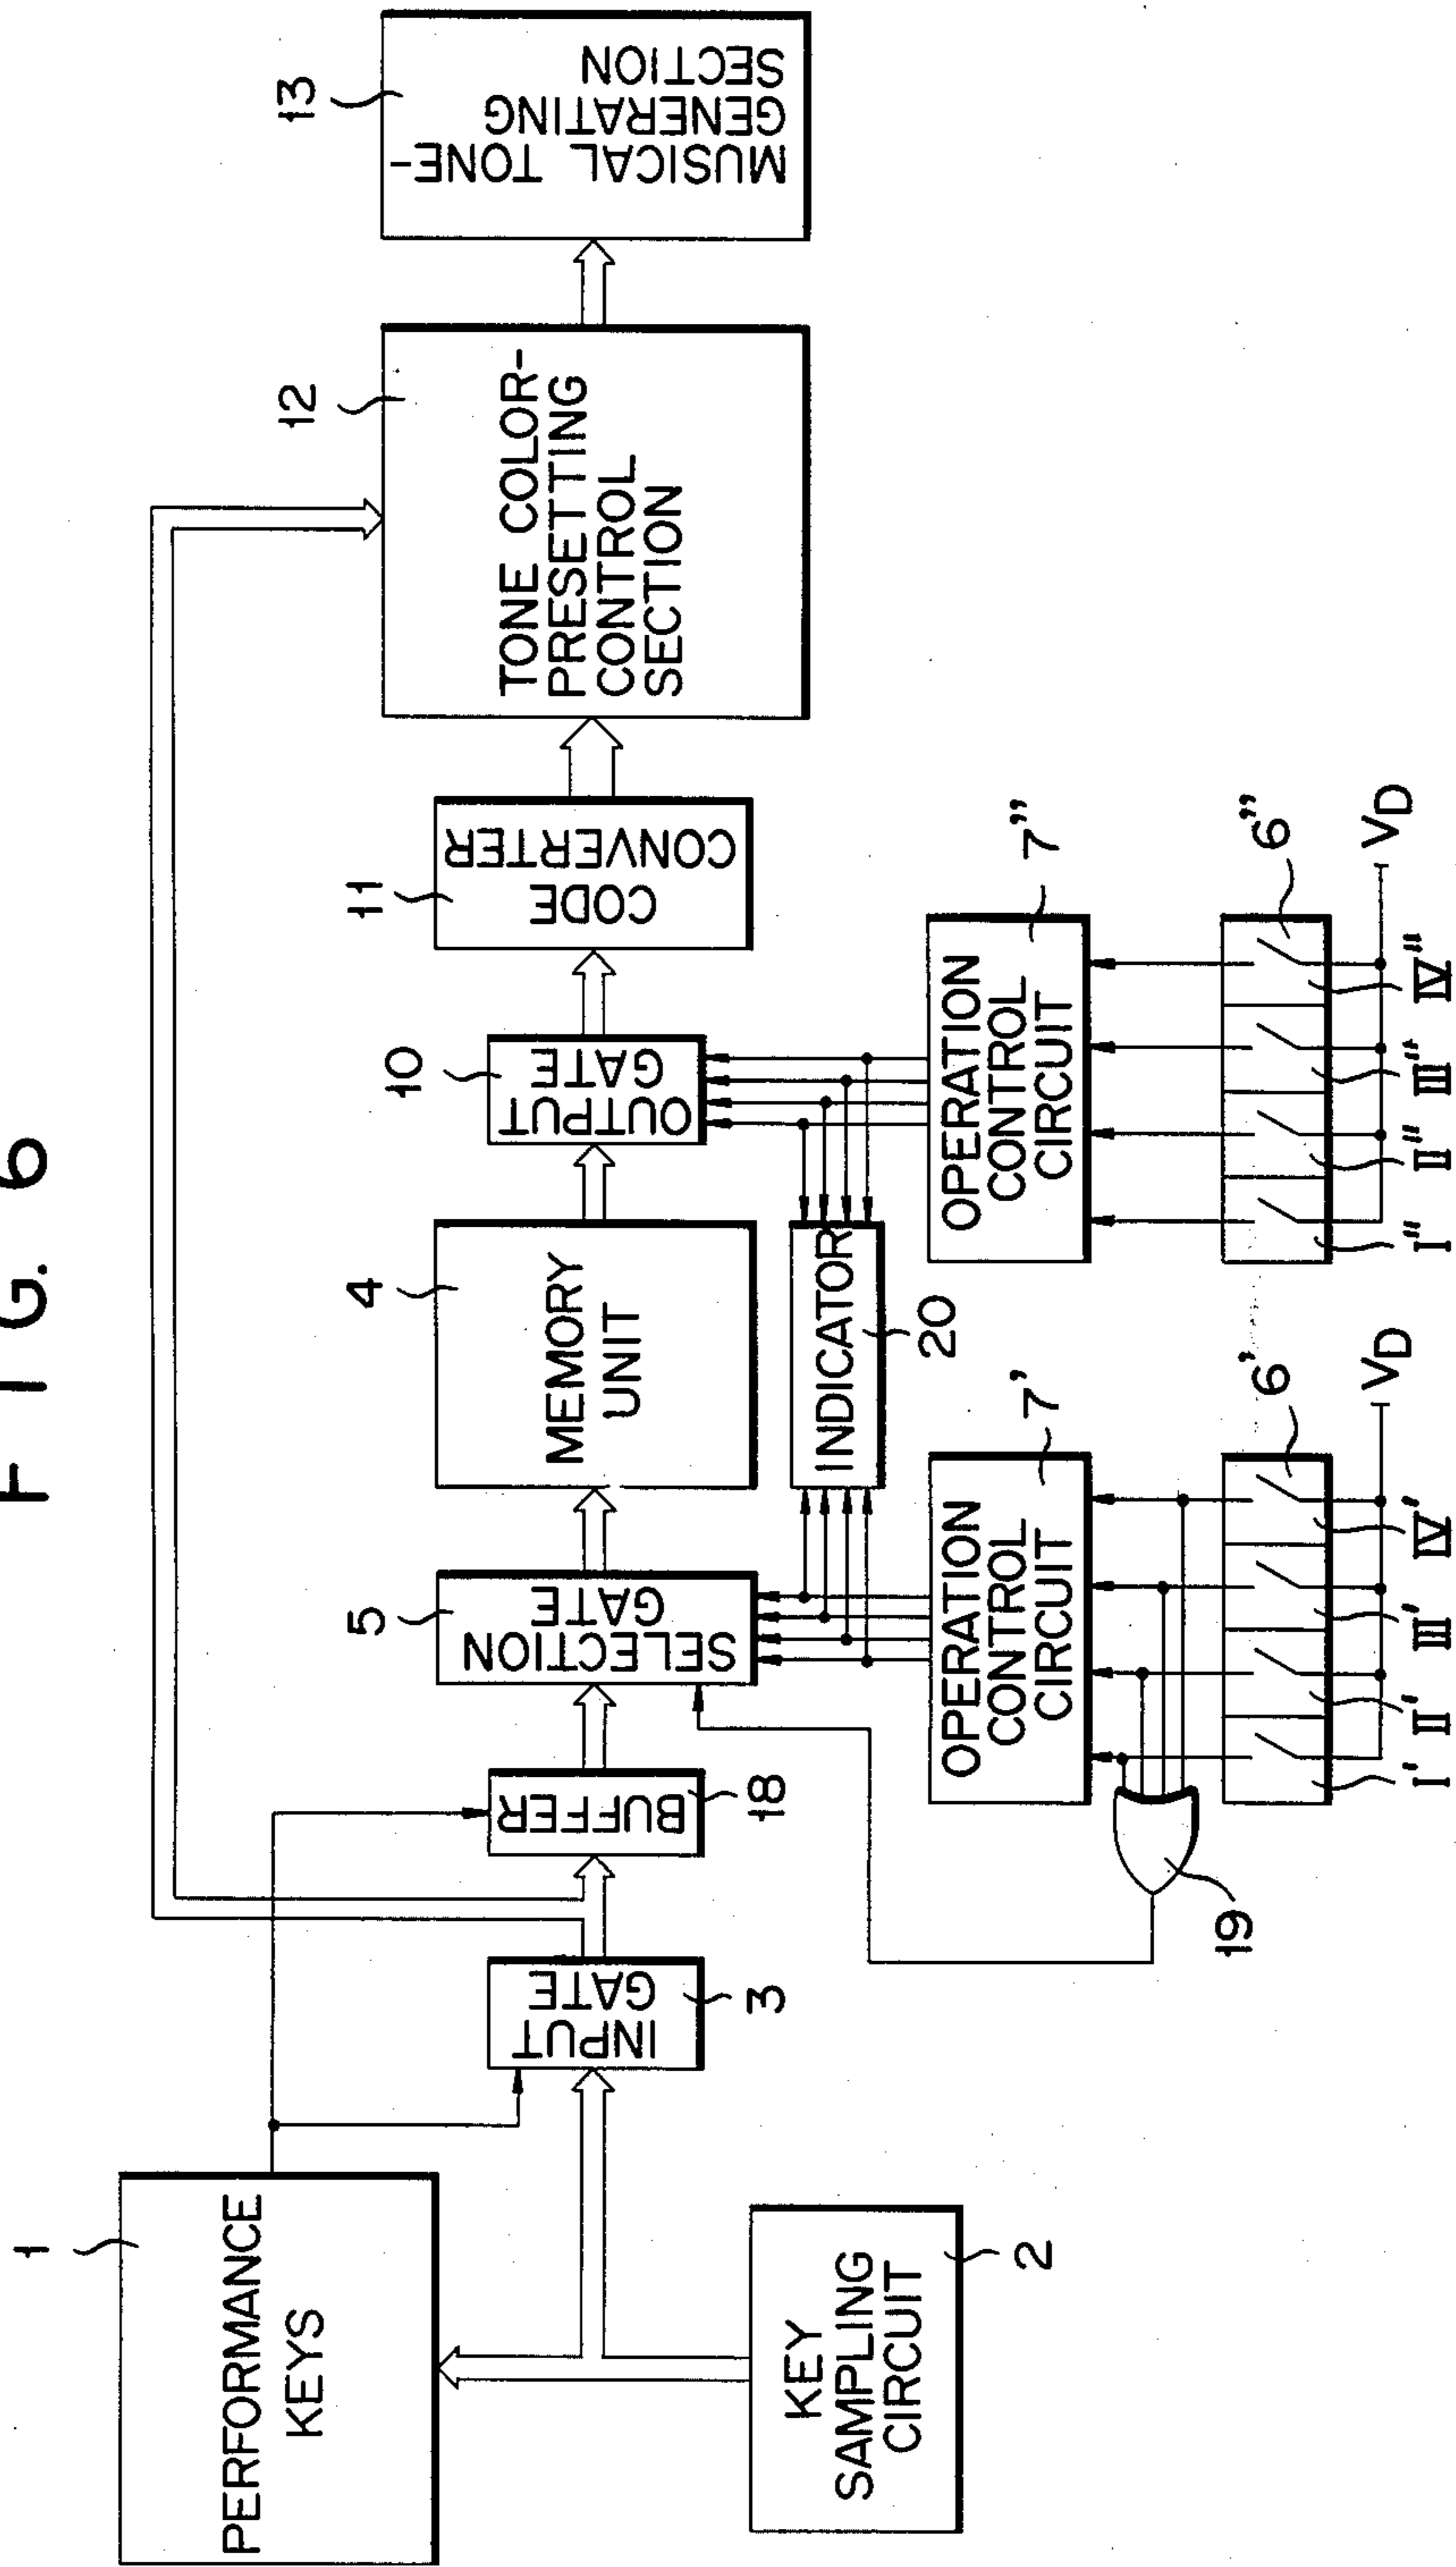 FIG. 6
1
PERFORMANCE
KEYS
KEY
SAMPLING
CIRCUIT
2
INPUT
GATE
3
BUFFER
18
SELECTION
GATE
5
MEMORY
UNIT
4
OUTPUT
GATE
10
CODE
CONVERTER
11
TONE COLOR-
PRESETTING
CONTROL
SECTION
12
MUSICAL TONE-
GENERATING
SECTION
13
INDICATOR
20
OPERATION
CONTROL
CIRCUIT
7'
OPERATION
CONTROL
CIRCUIT
7"
19
6'
VD
I' II' III' IV'
6"
VD
I" II" III" IV"